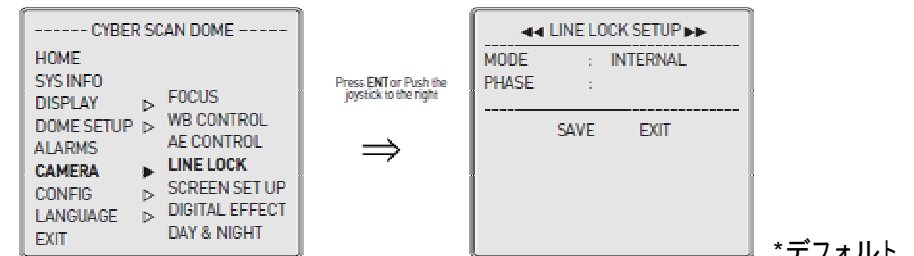 ------ CYBER SCAN DOME -----
HOME
SYS INFO
DISPLAY ▷
DOME SETUP ▷
ALARMS
CAMERA ▶
CONFIG ▷
LANGUAGE ▷
EXIT
FOCUS
WB CONTROL
AE CONTROL
LINE LOCK
SCREEN SET UP
DIGITAL EFFECT
DAY & NIGHT
Press ENT or Push the
joystick to the right
⇒
◀◀ LINE LOCK SETUP ▶▶
MODE : INTERNAL
PHASE :
SAVE EXIT
*デフォルト